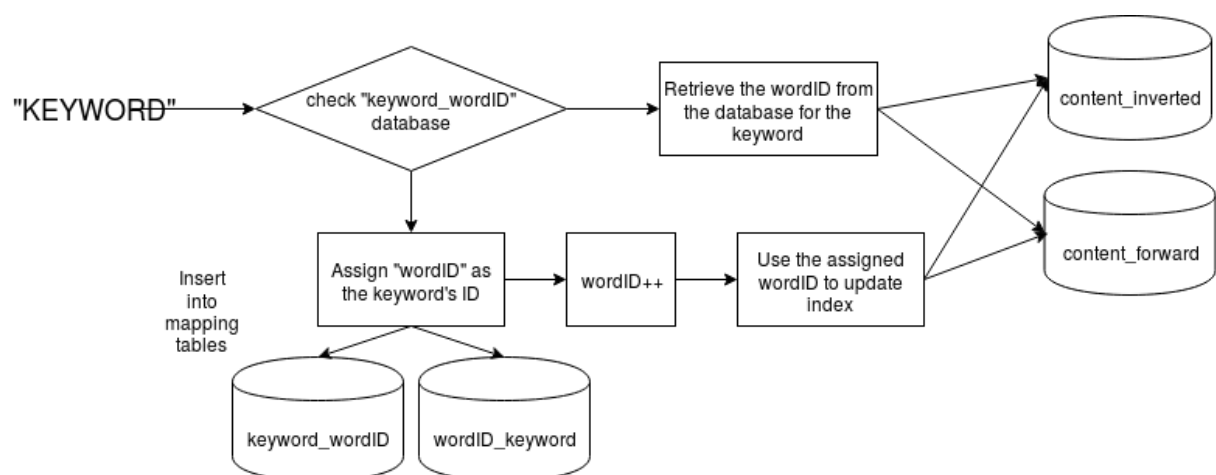 "KEYWORD"
check "keyword_wordID"
database
Retrieve the wordID from
the database for the
keyword
content_inverted
content_forward
Insert
into
mapping
tables
Assign "wordID" as
the keyword's ID
wordID++
Use the assigned
wordID to update
index
keyword_wordID
wordID_keyword